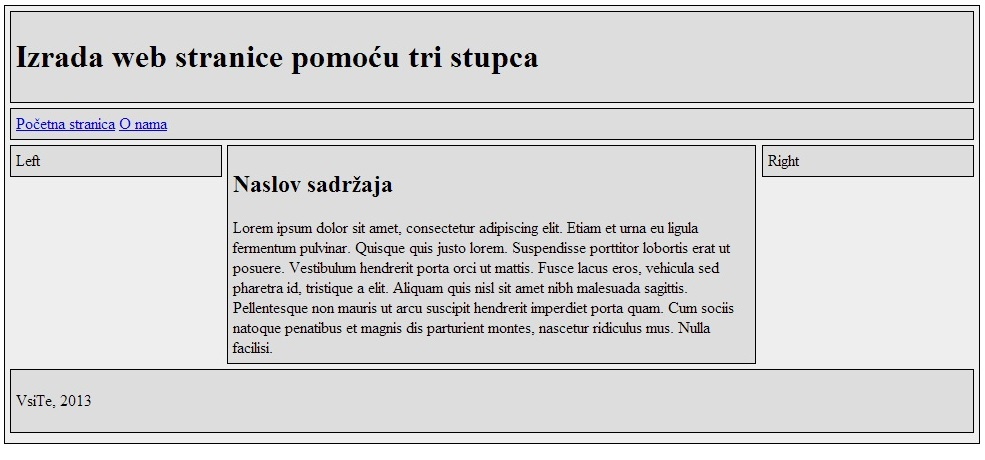 Izrada web stranice pomoću tri stupca
Početna stranica O nama
Left
Naslov sadržaja
Lorem ipsum dolor sit amet, consectetur adipiscing elit. Etiam et urna eu ligula
fermentum pulvinar. Quisque quis justo lorem. Suspendisse porttitor lobortis erat ut
posuere. Vestibulum hendrerit porta orci ut mattis. Fusce lacus eros, vehicula sed
pharetra id, tristique a elit. Aliquam quis nisl sit amet nibh malesuada sagittis.
Pellentesque non mauris ut arcu suscipit hendrerit imperdiet porta quam. Cum sociis
natoque penatibus et magnis dis parturient montes, nascetur ridiculus mus. Nulla
facilisi.
Right
VsiTe, 2013